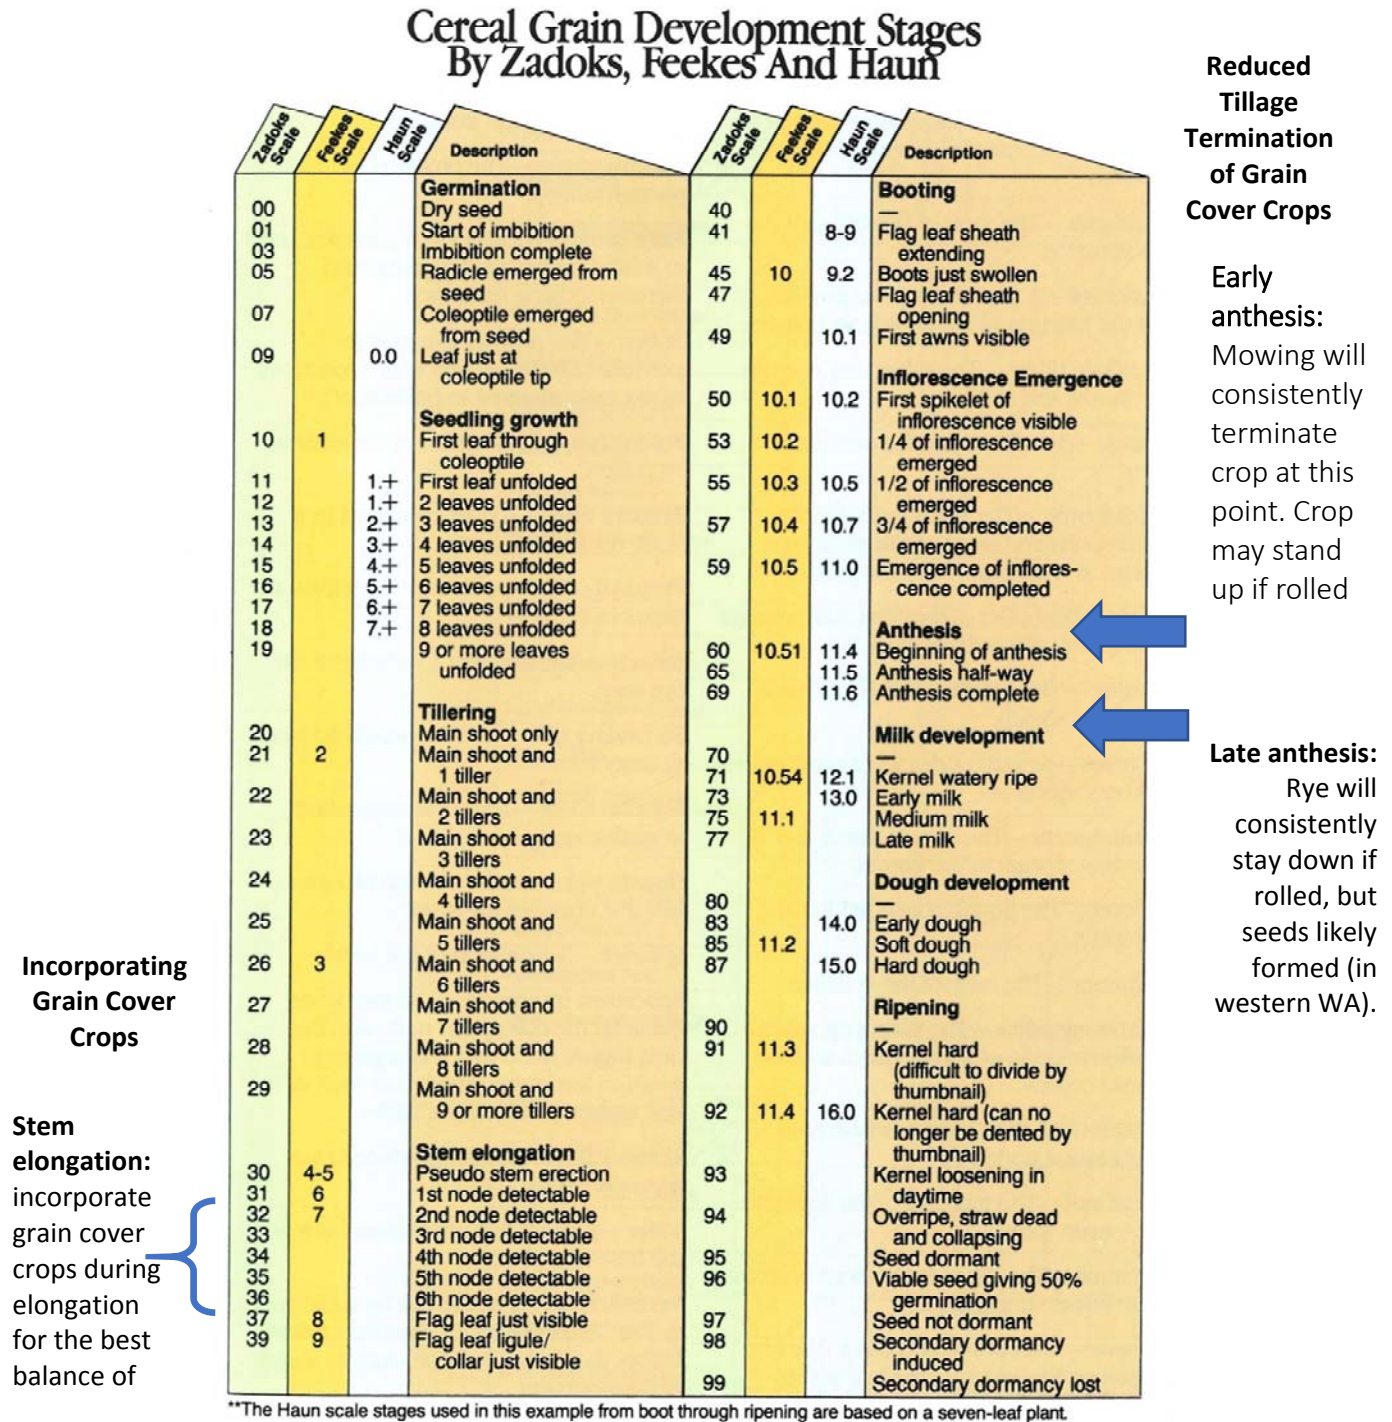 Cereal Grain Development Stages
By Zadoks, Feekes And Haun
Zadoks Scale
Feekes Scale
Haun Scale
Description
Germination
00 Dry seed
01 Start of imbibition
03 Imbibition complete
05 Radicle emerged from
seed
07 Coleoptile emerged
from seed
09 0.0 Leaf just at
coleoptile tip
Seedling growth
10 1 First leaf through
coleoptile
11 1.+ First leaf unfolded
12 1.+ 2 leaves unfolded
13 2.+ 3 leaves unfolded
14 3.+ 4 leaves unfolded
15 4.+ 5 leaves unfolded
16 5.+ 6 leaves unfolded
17 6.+ 7 leaves unfolded
18 7.+ 8 leaves unfolded
19 9 or more leaves
unfolded
Tillering
20 Main shoot only
21 2 Main shoot and
1 tiller
22 Main shoot and
2 tillers
23 Main shoot and
3 tillers
24 Main shoot and
4 tillers
25 Main shoot and
5 tillers
26 3 Main shoot and
6 tillers
27 Main shoot and
7 tillers
28 Main shoot and
8 tillers
29 Main shoot and
9 or more tillers
Stem elongation
30 4-5 Pseudo stem erection
31 6 1st node detectable
32 7 2nd node detectable
33 3rd node detectable
34 4th node detectable
35 5th node detectable
36 6th node detectable
37 8 Flag leaf just visible
39 9 Flag leaf ligule/
collar just visible
Zadoks Scale
Feekes Scale
Haun Scale
Description
Booting
40 —
41 8-9 Flag leaf sheath
extending
45 10 9.2 Boots just swollen
47 Flag leaf sheath
opening
49 10.1 First awns visible
Inflorescence Emergence
50 10.1 10.2 First spikelet of
inflorescence visible
53 10.2 1/4 of inflorescence
emerged
55 10.3 10.5 1/2 of inflorescence
emerged
57 10.4 10.7 3/4 of inflorescence
emerged
59 10.5 11.0 Emergence of inflores-
cence completed
Anthesis
60 10.51 11.4 Beginning of anthesis
65 11.5 Anthesis half-way
69 11.6 Anthesis complete
Milk development
70 —
71 10.54 12.1 Kernel watery ripe
73 13.0 Early milk
75 11.1 Medium milk
77 Late milk
Dough development
80 —
83 14.0 Early dough
85 11.2 Soft dough
87 15.0 Hard dough
Ripening
90 —
91 11.3 Kernel hard
(difficult to divide by
thumbnail)
92 11.4 16.0 Kernel hard (can no
longer be dented by
thumbnail)
93 Kernel loosening in
daytime
94 Overripe, straw dead
and collapsing
95 Seed dormant
96 Viable seed giving 50%
germination
97 Seed not dormant
98 Secondary dormancy
induced
99 Secondary dormancy lost
**The Haun scale stages used in this example from boot through ripening are based on a seven-leaf plant.
Incorporating
Grain Cover
Crops
Stem
elongation:
incorporate
grain cover
crops during
elongation
for the best
balance of
Reduced
Tillage
Termination
of Grain
Cover Crops
Early
anthesis:
Mowing will
consistently
terminate
crop at this
point. Crop
may stand
up if rolled
Late anthesis:
Rye will
consistently
stay down if
rolled, but
seeds likely
formed (in
western WA).